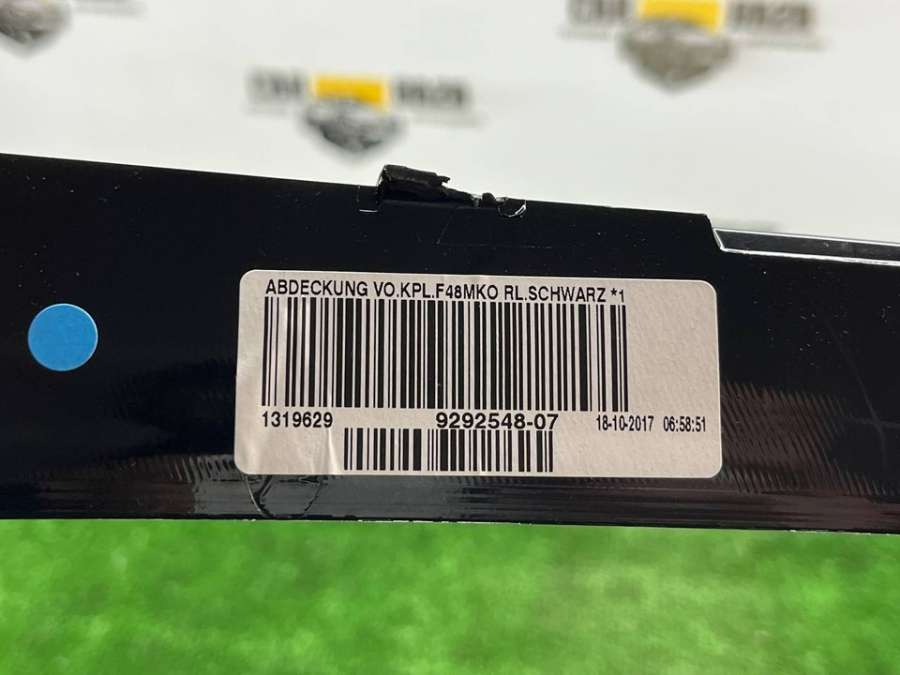 ABDECKUNG VO.KPL.F48MKO RL.SCHWARZ *1
1319629 9292548-07 18-10-2017 06:58:51